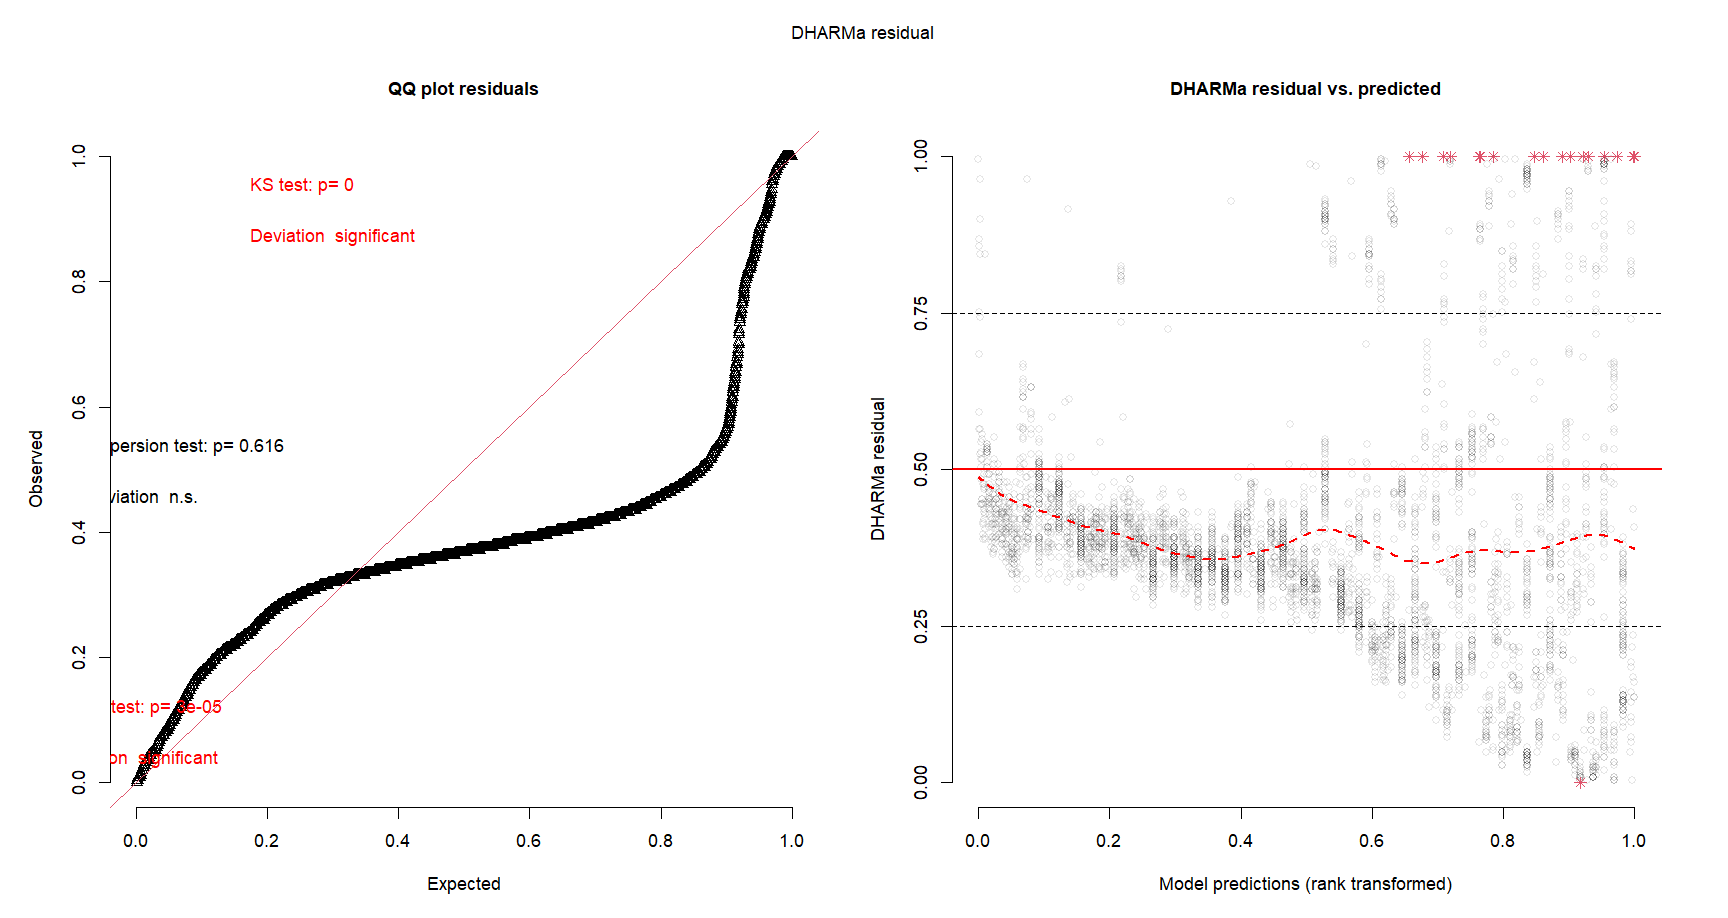 DHARMa residual
QQ plot residuals
KS test: p= 0
Deviation significant
persion test: p= 0.616
viation n.s.
test: p= e-05
on significant
Observed
0.0 0.2 0.4 0.6 0.8 1.0
0.0 0.2 0.4 0.6 0.8 1.0
Expected
DHARMa residual vs. predicted
DHARMa residual
0.00 0.25 0.50 0.75 1.00
0.0 0.2 0.4 0.6 0.8 1.0
Model predictions (rank transformed)